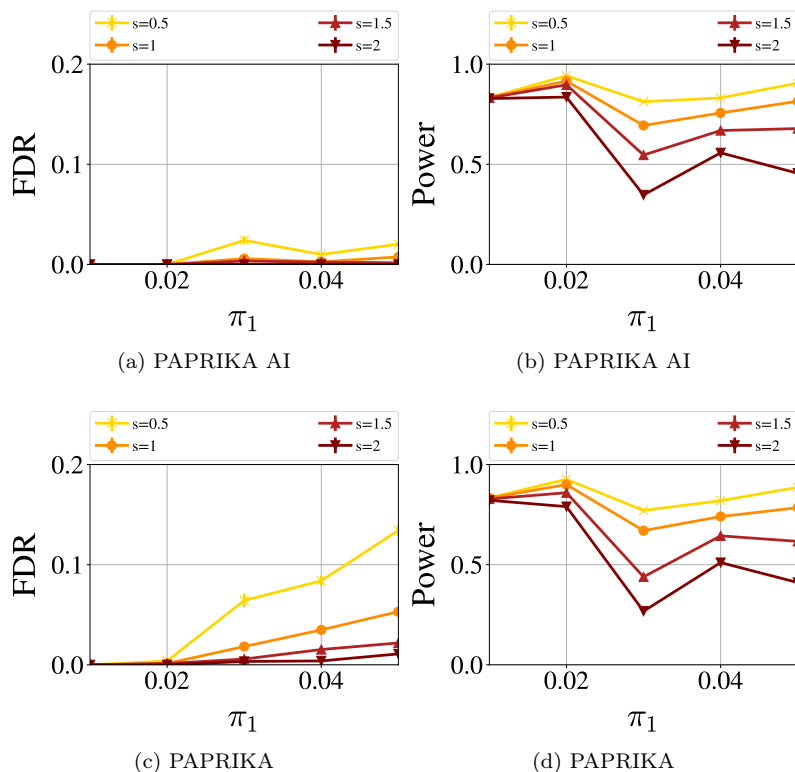 s=0.5 s=1.5
s=1 s=2
0.2
0.1
0.0
FDR
0.02 0.04
π1
(a) PAPRIKA AI
s=0.5 s=1.5
s=1 s=2
1.0
0.5
0.0
Power
0.02 0.04
π1
(b) PAPRIKA AI
s=0.5 s=1.5
s=1 s=2
0.2
0.1
0.0
FDR
0.02 0.04
π1
(c) PAPRIKA
s=0.5 s=1.5
s=1 s=2
1.0
0.5
0.0
Power
0.02 0.04
π1
(d) PAPRIKA